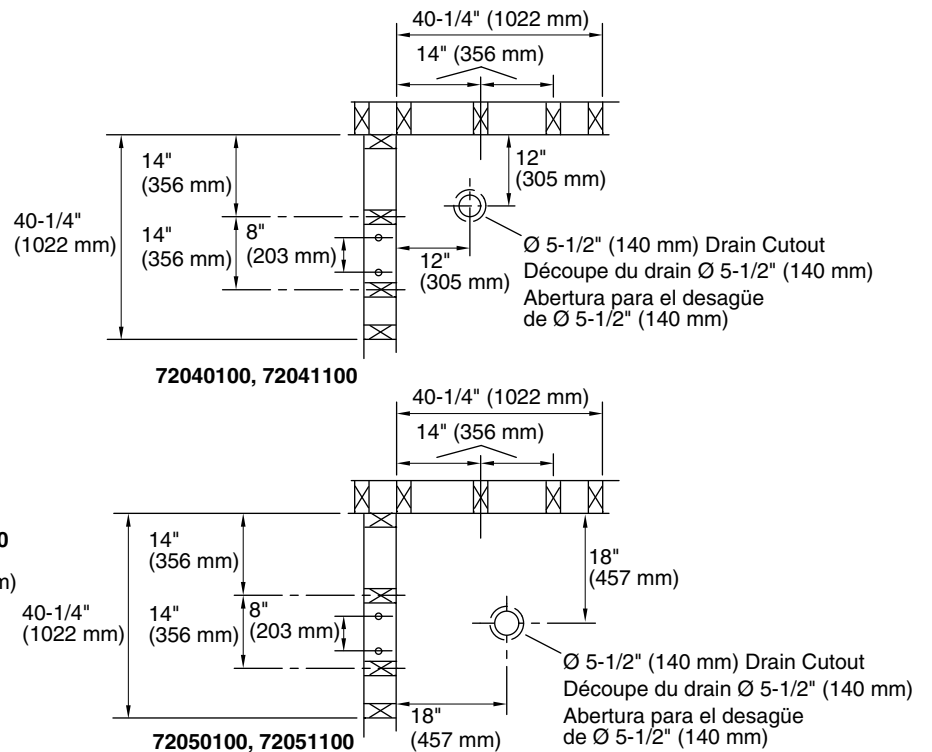 40-1/4" (1022 mm)
14" (356 mm)
14"
(356 mm)
12"
(305 mm)
40-1/4"
(1022 mm)
14"
(356 mm)
8"
(203 mm)
12"
(305 mm)
Ø 5-1/2" (140 mm) Drain Cutout
Découpe du drain Ø 5-1/2" (140 mm)
Abertura para el desagüe
de Ø 5-1/2" (140 mm)
72040100, 72041100
40-1/4" (1022 mm)
14" (356 mm)
14"
(356 mm)
18"
(457 mm)
40-1/4"
(1022 mm)
14"
(356 mm)
8"
(203 mm)
18"
(457 mm)
Ø 5-1/2" (140 mm) Drain Cutout
Découpe du drain Ø 5-1/2" (140 mm)
Abertura para el desagüe
de Ø 5-1/2" (140 mm)
72050100, 72051100